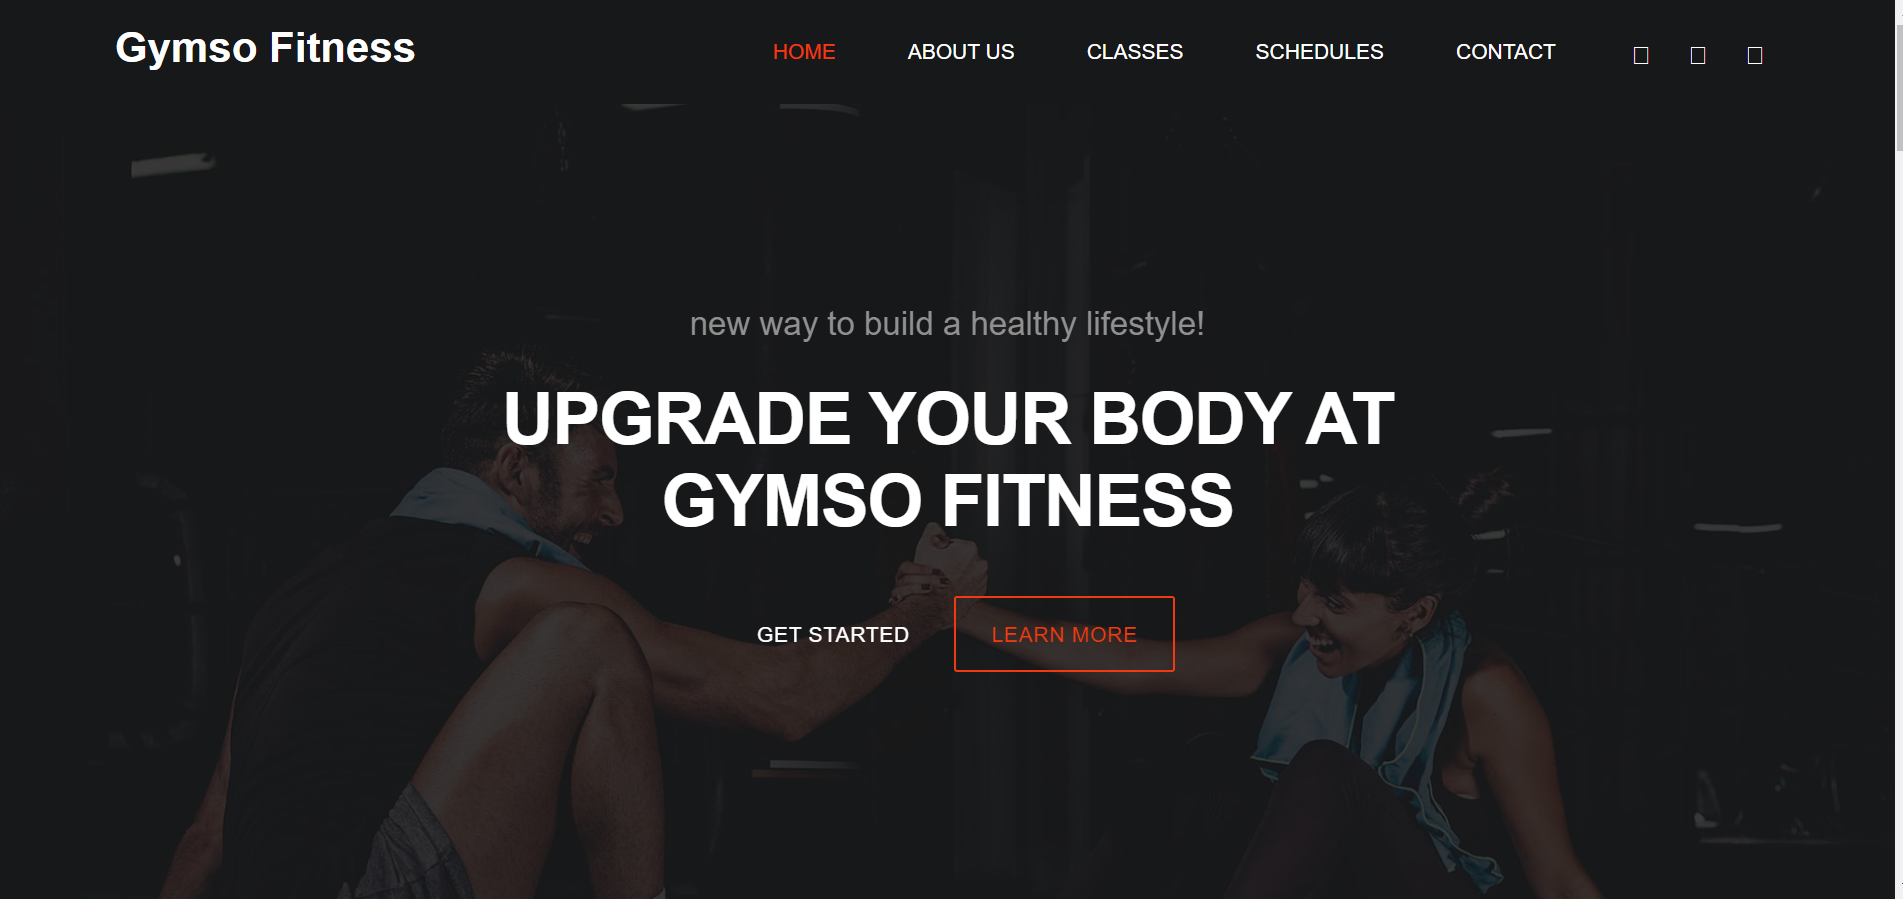 Gymso Fitness
HOME ABOUT US CLASSES SCHEDULES CONTACT
new way to build a healthy lifestyle!
UPGRADE YOUR BODY AT
GYMSO FITNESS
GET STARTED LEARN MORE